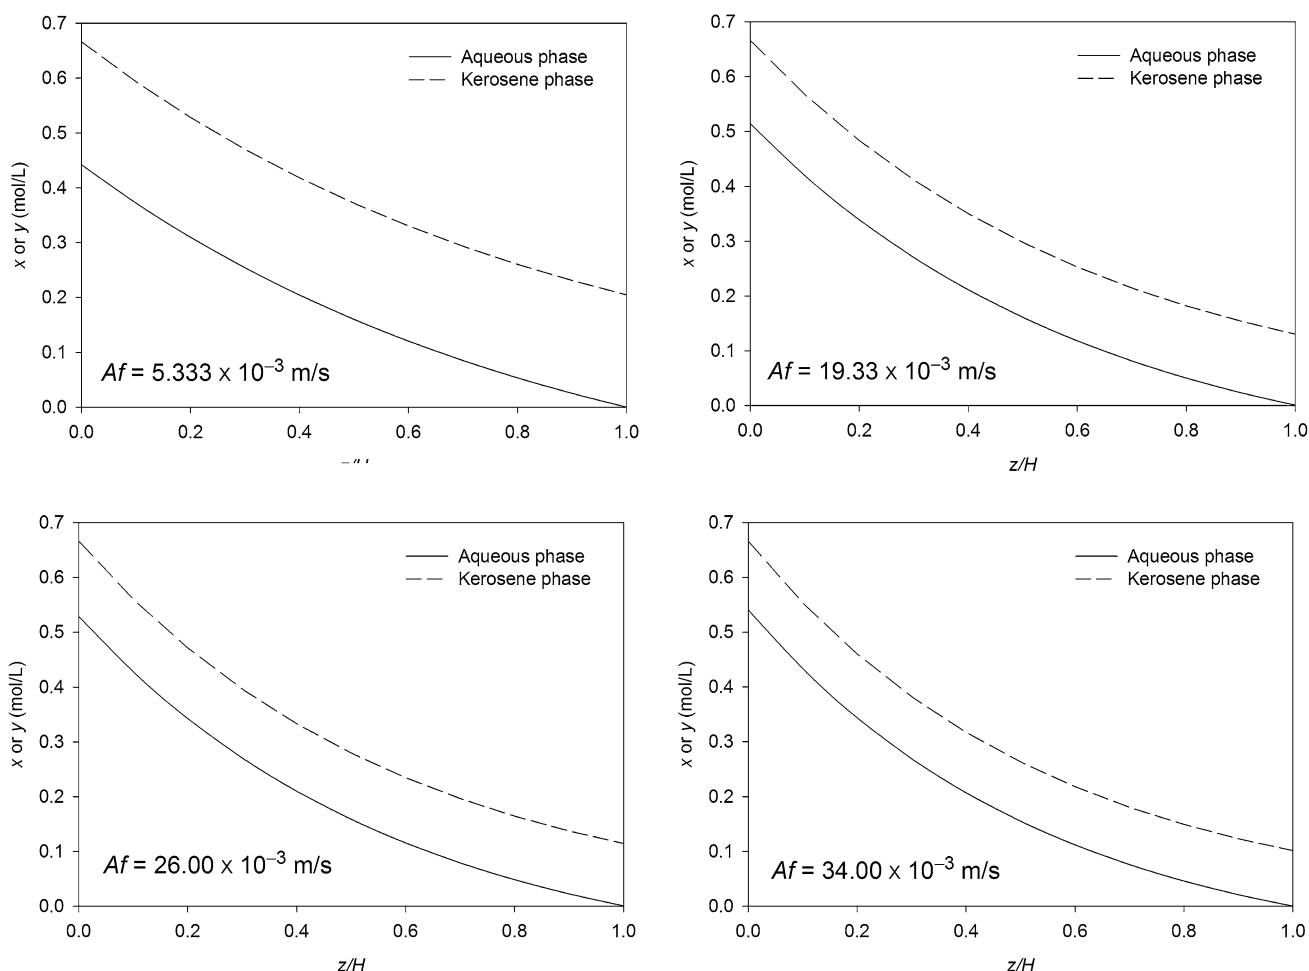 0.7
Aqueous phase
Kerosene phase
0.6
0.5
0.4
x or y (mol/L)
0.3
0.2
0.1
Af = 5.333 x 10⁻³ m/s
0.0
0.0 0.2 0.4 0.6 0.8 1.0
0.7
Aqueous phase
Kerosene phase
0.6
0.5
0.4
x or y (mol/L)
0.3
0.2
0.1
Af = 19.33 x 10⁻³ m/s
0.0
0.0 0.2 0.4 0.6 0.8 1.0
z/H
0.7
Aqueous phase
Kerosene phase
0.6
0.5
0.4
x or y (mol/L)
0.3
0.2
0.1
Af = 26.00 x 10⁻³ m/s
0.0
0.0 0.2 0.4 0.6 0.8 1.0
z/H
0.7
Aqueous phase
Kerosene phase
0.6
0.5
0.4
x or y (mol/L)
0.3
0.2
0.1
Af = 34.00 x 10⁻³ m/s
0.0
0.0 0.2 0.4 0.6 0.8 1.0
z/H